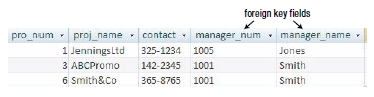 foreign key fields
pro_num proj_name contact manager_num manager_name
1 JenningsLtd 325-1234 1005 Jones
3 ABCPromo 142-2345 1001 Smith
6 Smith&Co 365-8765 1001 Smith